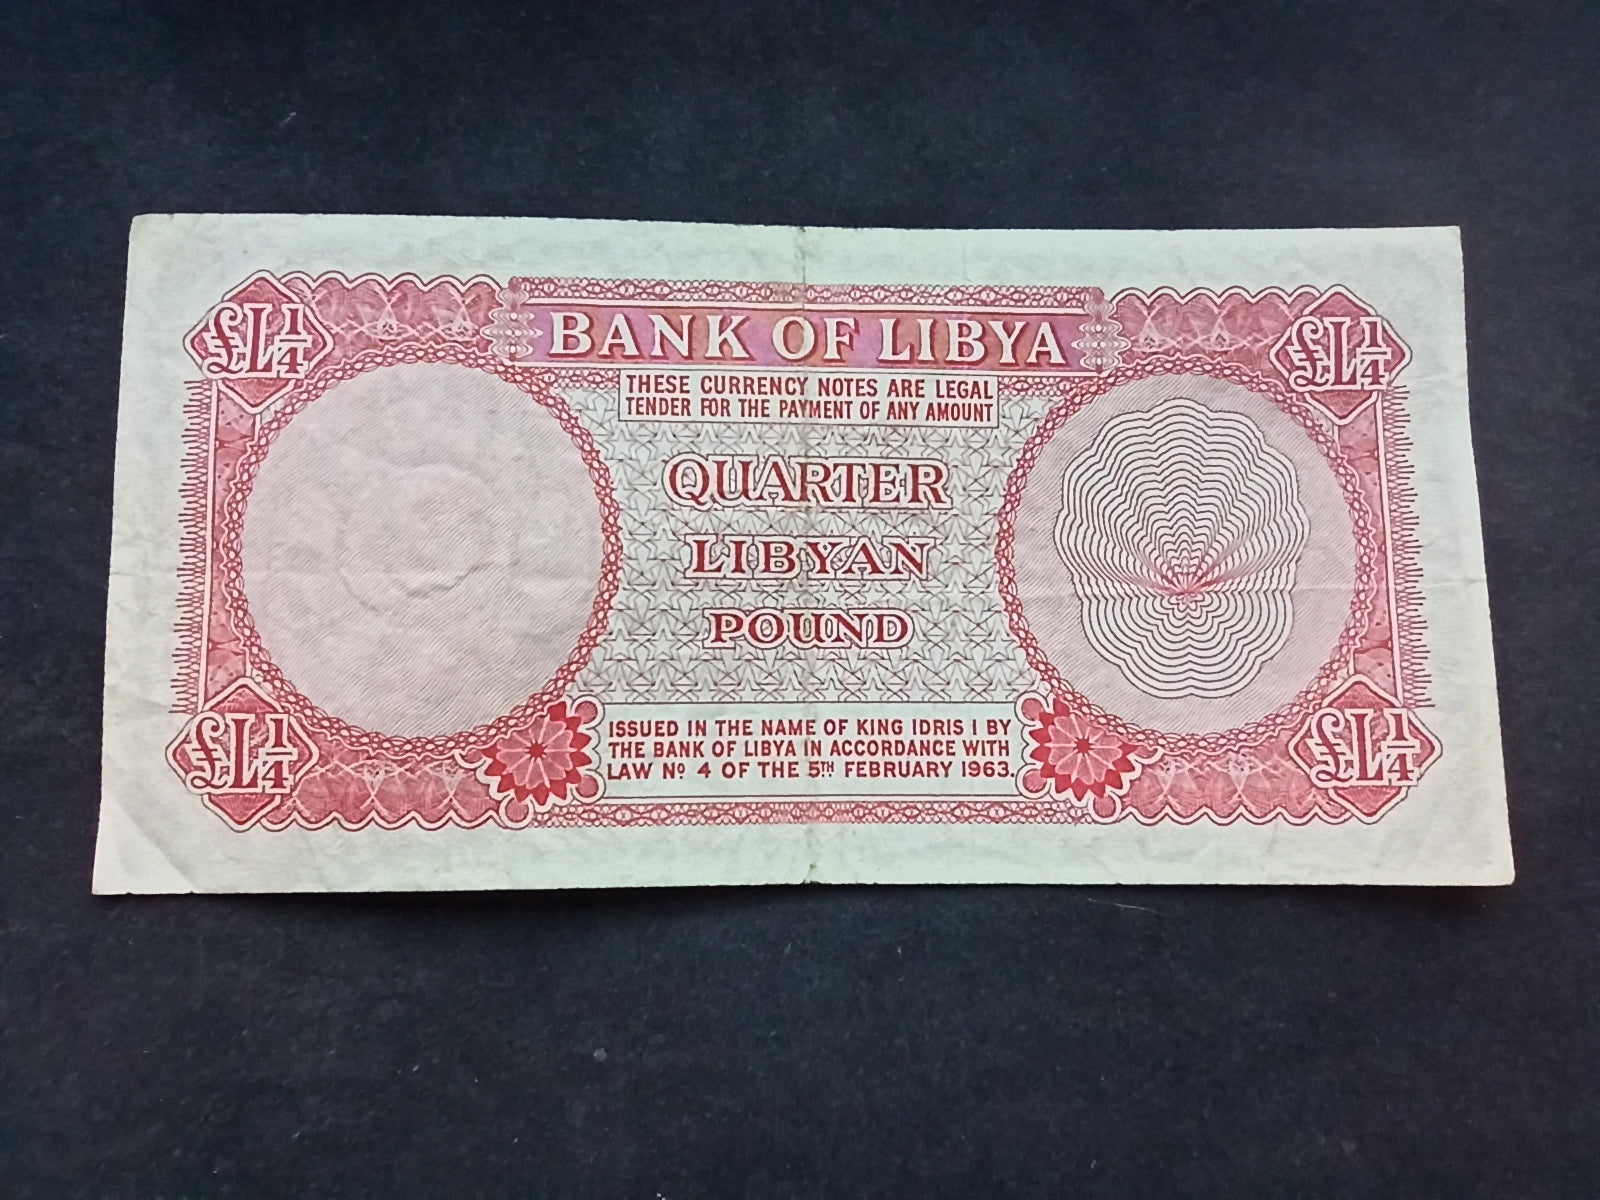 £L1/4
£L1/4
BANK OF LIBYA
THESE CURRENCY NOTES ARE LEGAL
TENDER FOR THE PAYMENT OF ANY AMOUNT
QUARTER
LIBYAN
POUND
ISSUED IN THE NAME OF KING IDRIS I BY
THE BANK OF LIBYA IN ACCORDANCE WITH
LAW Nº 4 OF THE 5TH FEBRUARY 1963.
£L1/4
£L1/4